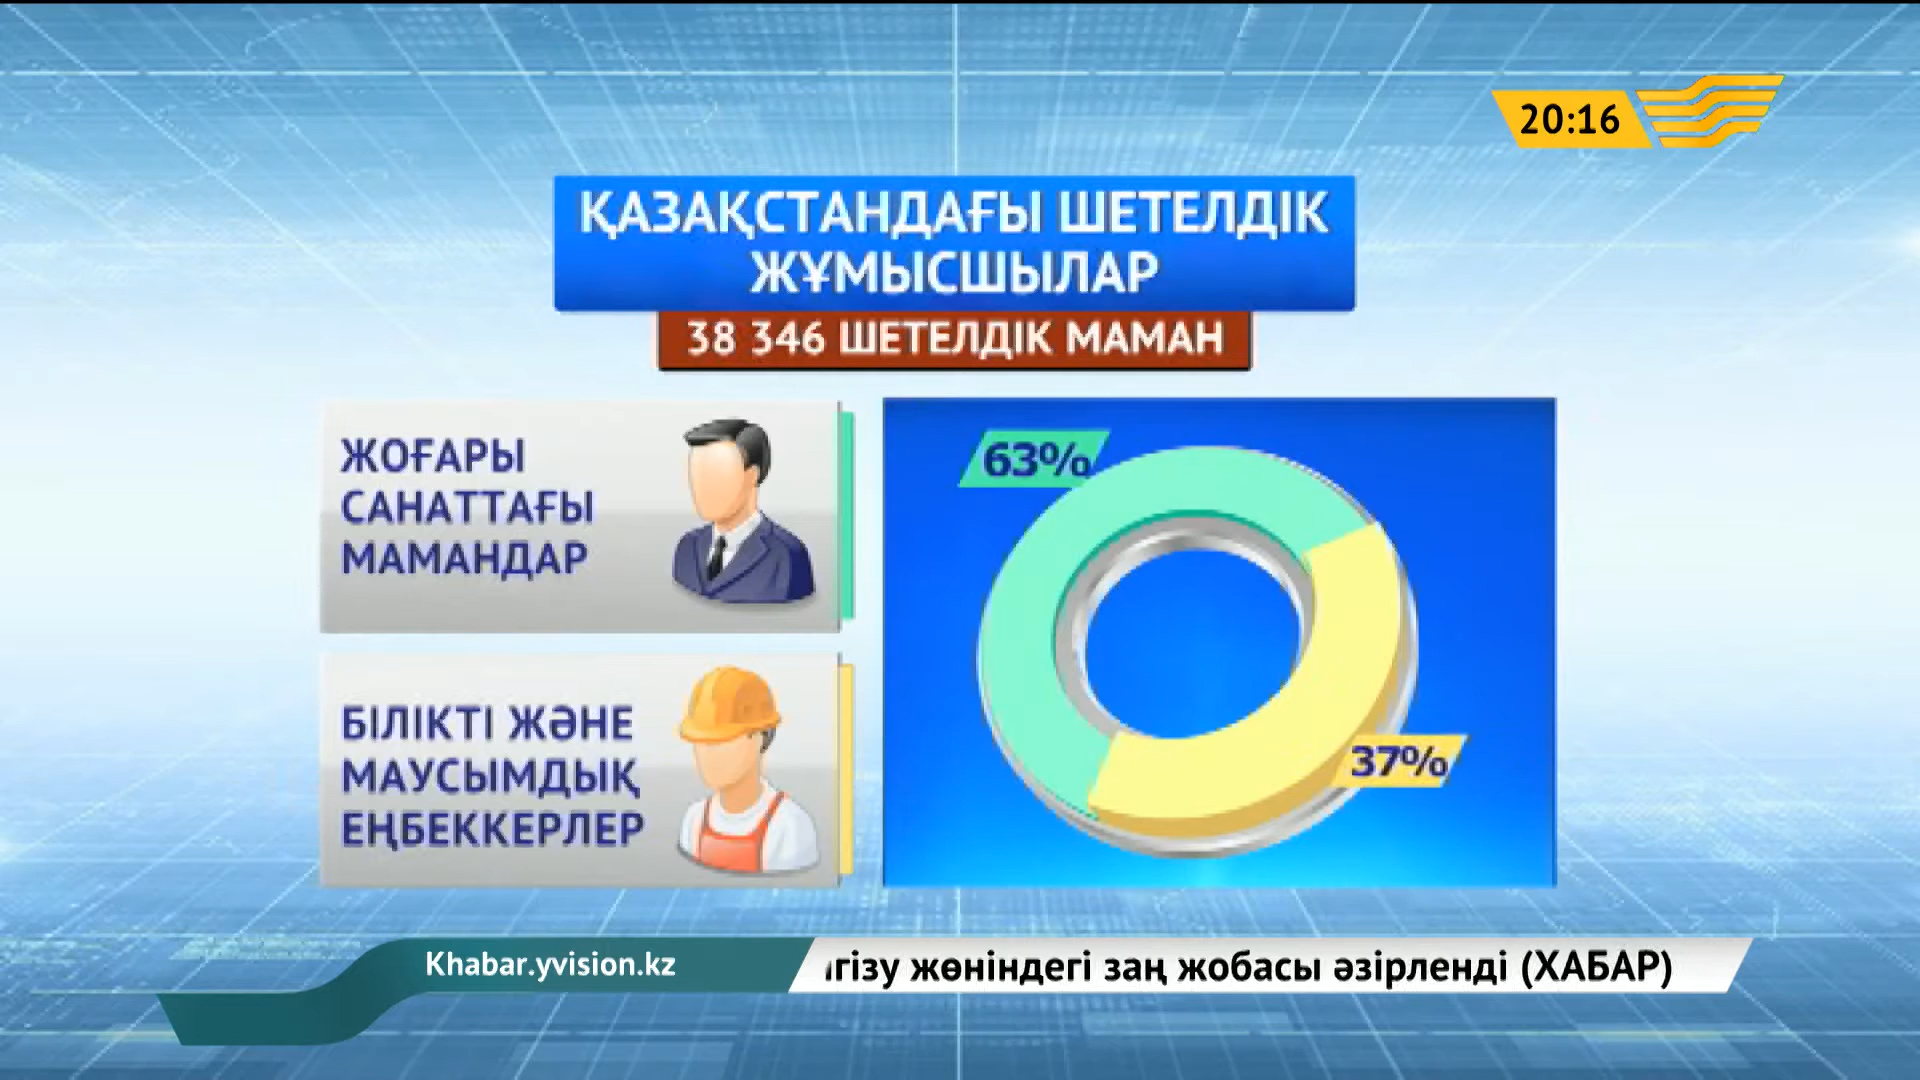 20:16
ҚАЗАҚСТАНДАҒЫ ШЕТЕЛДІК
ЖҰМЫСШЫЛАР
38 346 ШЕТЕЛДІК МАМАН
ЖОҒАРЫ
САНАТТАҒЫ
МАМАНДАР
63%
БІЛІКТІ ЖӘНЕ
МАУСЫМДЫҚ
ЕҢБЕККЕРЛЕР
37%
Khabar.yvision.kz
гізу жөніндегі заң жобасы әзірленді (ХАБАР)